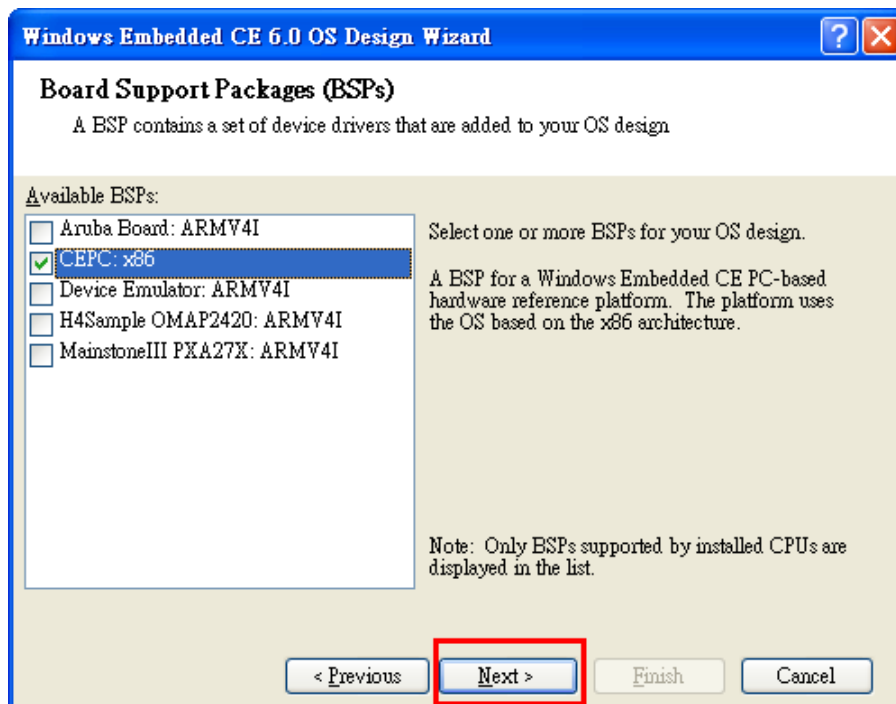 Windows Embedded CE 6.0 OS Design Wizard
?
X
Board Support Packages (BSPs)
A BSP contains a set of device drivers that are added to your OS design
Available BSPs:
Aruba Board: ARMV4I
CEPC: x86
Device Emulator: ARMV4I
H4Sample OMAP2420: ARMV4I
MainstoneIII PXA27X: ARMV4I
Select one or more BSPs for your OS design.
A BSP for a Windows Embedded CE PC-based
hardware reference platform.  The platform uses
the OS based on the x86 architecture.
Note:  Only BSPs supported by installed CPUs are
displayed in the list.
< Previous
Next >
Finish
Cancel